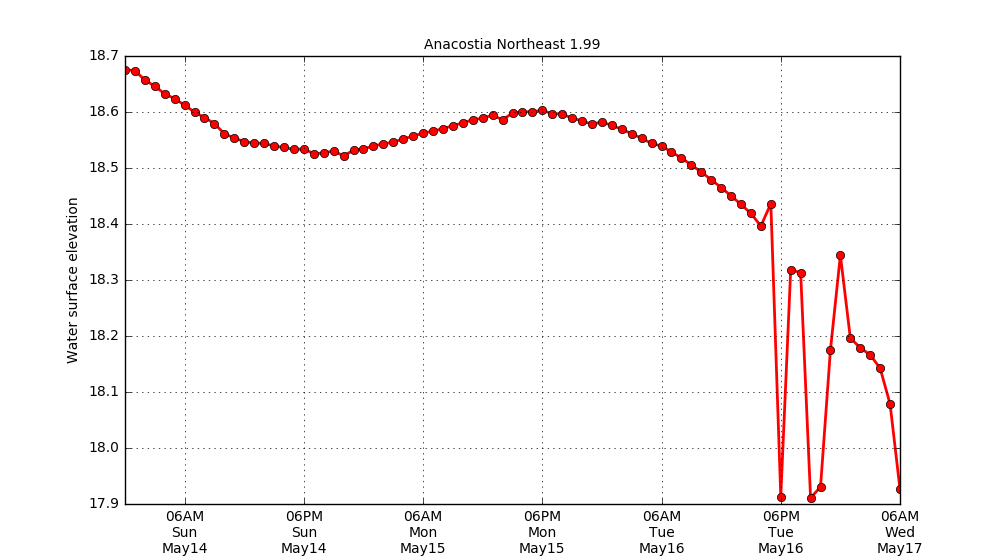 Anacostia Northeast 1.99
Water surface elevation
18.7
18.6
18.5
18.4
18.3
18.2
18.1
18.0
17.9
06AM 06PM 06AM 06PM 06AM 06PM 06AM
Sun Sun Mon Mon Tue Tue Wed
May14 May14 May15 May15 May16 May16 May17